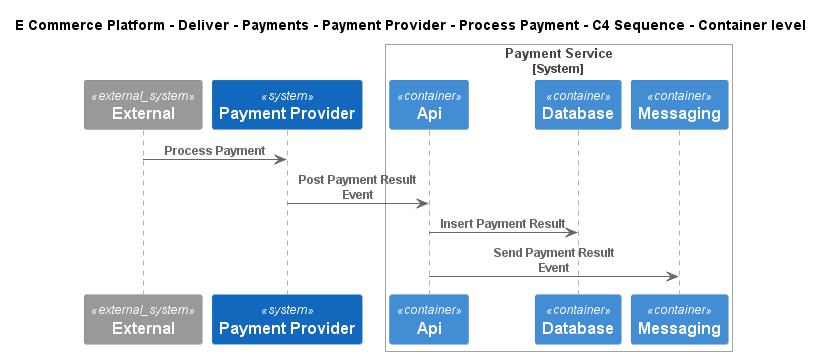 E Commerce Platform - Deliver - Payments - Payment Provider - Process Payment - C4 Sequence - Container level
Payment Service
[System]
«external_system»
External
«system»
Payment Provider
«container»
Api
«container»
Database
«container»
Messaging
Process Payment
Post Payment Result
Event
Insert Payment Result
Send Payment Result
Event
«external_system»
External
«system»
Payment Provider
«container»
Api
«container»
Database
«container»
Messaging